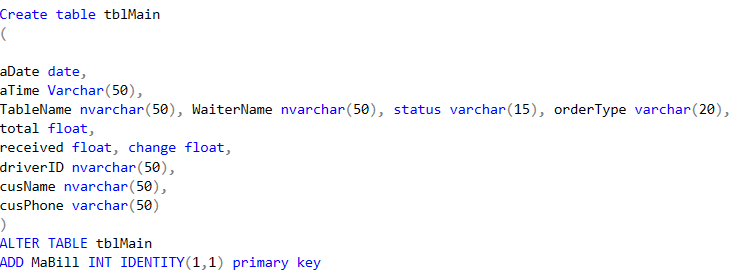 Create table tblMain
(
aDate date,
aTime Varchar(50),
TableName nvarchar(50), WaiterName nvarchar(50), status varchar(15), orderType varchar(20),
total float,
received float, change float,
driverID nvarchar(50),
cusName nvarchar(50),
cusPhone varchar(50)
)
ALTER TABLE tblMain
ADD MaBill INT IDENTITY(1,1) primary key